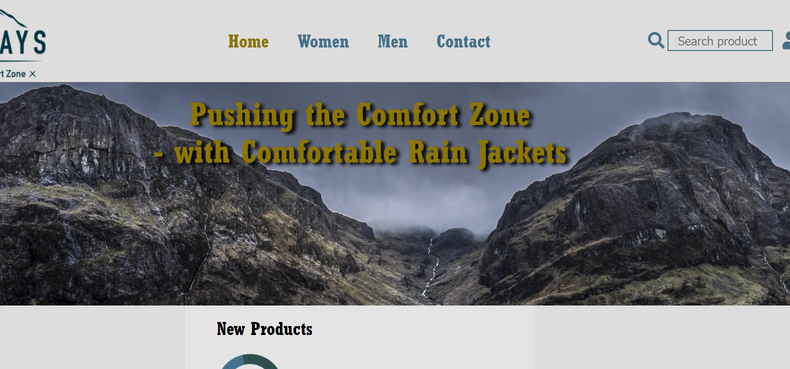 AYS
rt Zone ×
Home Women Men Contact
Search product
Pushing the Comfort Zone
- with Comfortable Rain Jackets
New Products